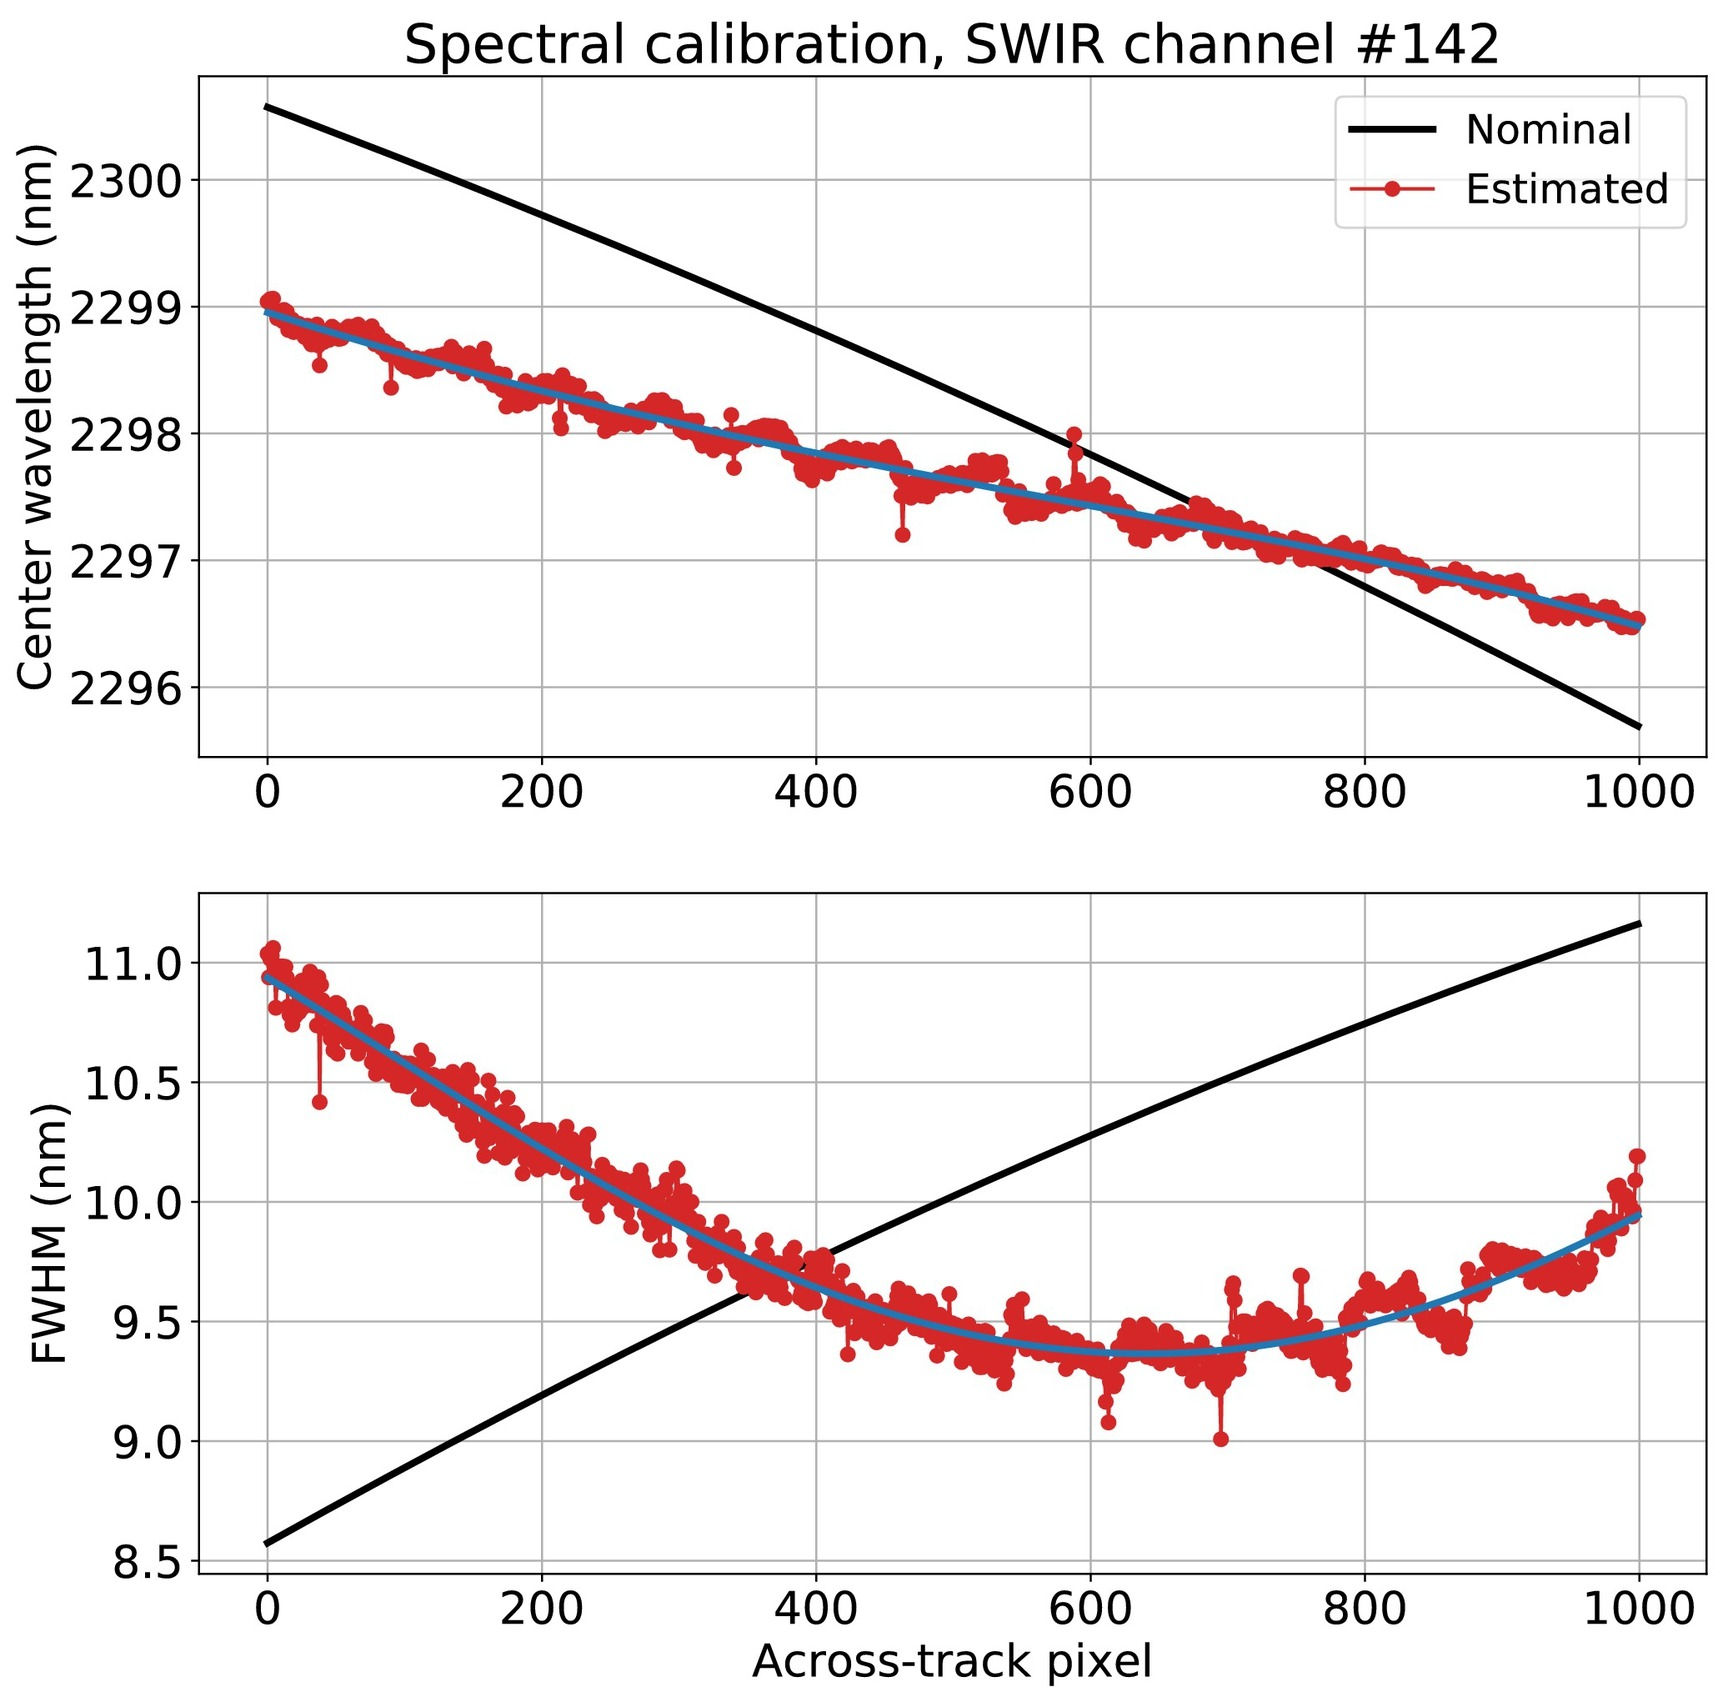 Spectral calibration, SWIR channel #142
Center wavelength (nm)
2300
2299
2298
2297
2296
Nominal
Estimated
0 200 400 600 800 1000
FWHM (nm)
11.0
10.5
10.0
9.5
9.0
8.5
0 200 400 600 800 1000
Across-track pixel